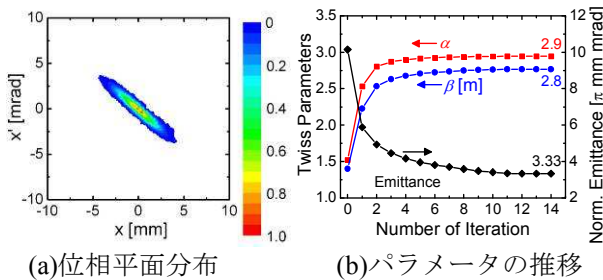 (a)
10
5
0
-5
-10
x' [mrad]
-10 -5 0 5 10
x [mm]
0
0.2
0.4
0.6
0.8
1.0
(b)
3.5
3.0
2.5
2.0
1.5
1.0
Twiss Parameters
α
2.9
β [m]
2.8
3.33
Emittance
0 2 4 6 8 10 12 14
Number of Iteration
12
10
8
6
4
2
Norm. Emittance [π mm mrad]
(a)位相平面分布
(b)パラメータの推移